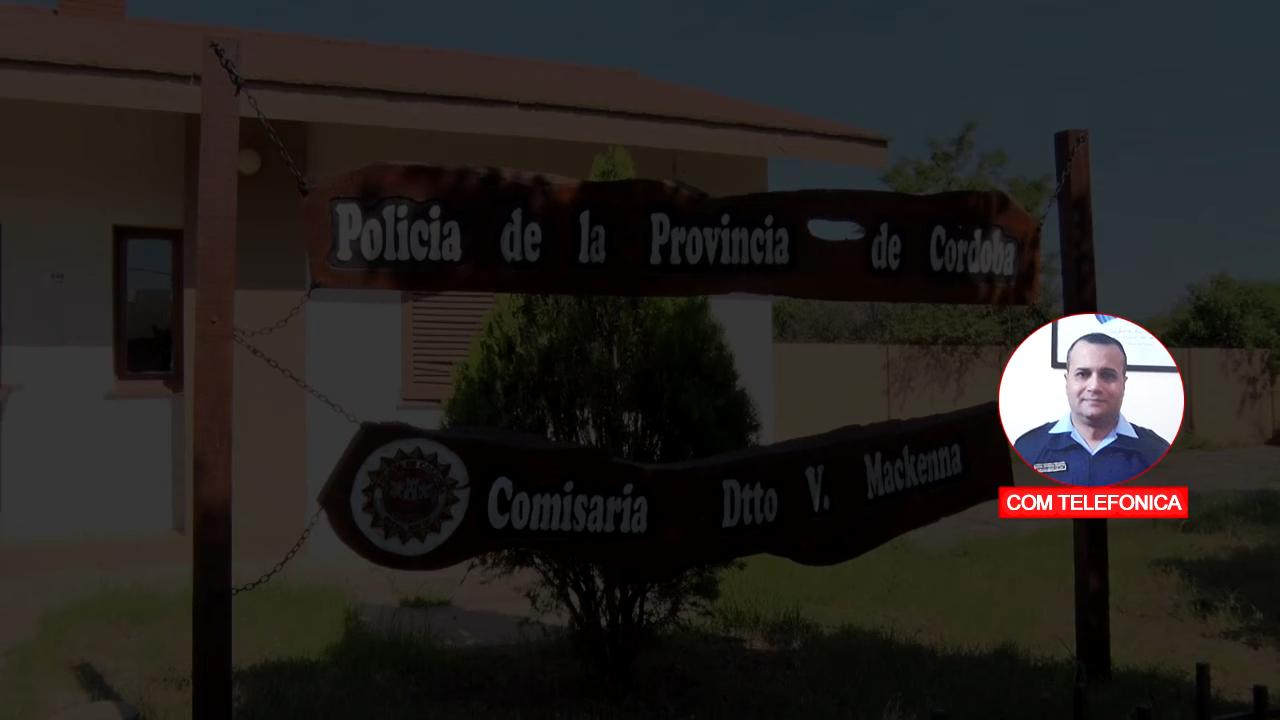 Policia de la Provincia de Cordoba
Comisaria Dtto V. Mackenna
COM TELEFONICA